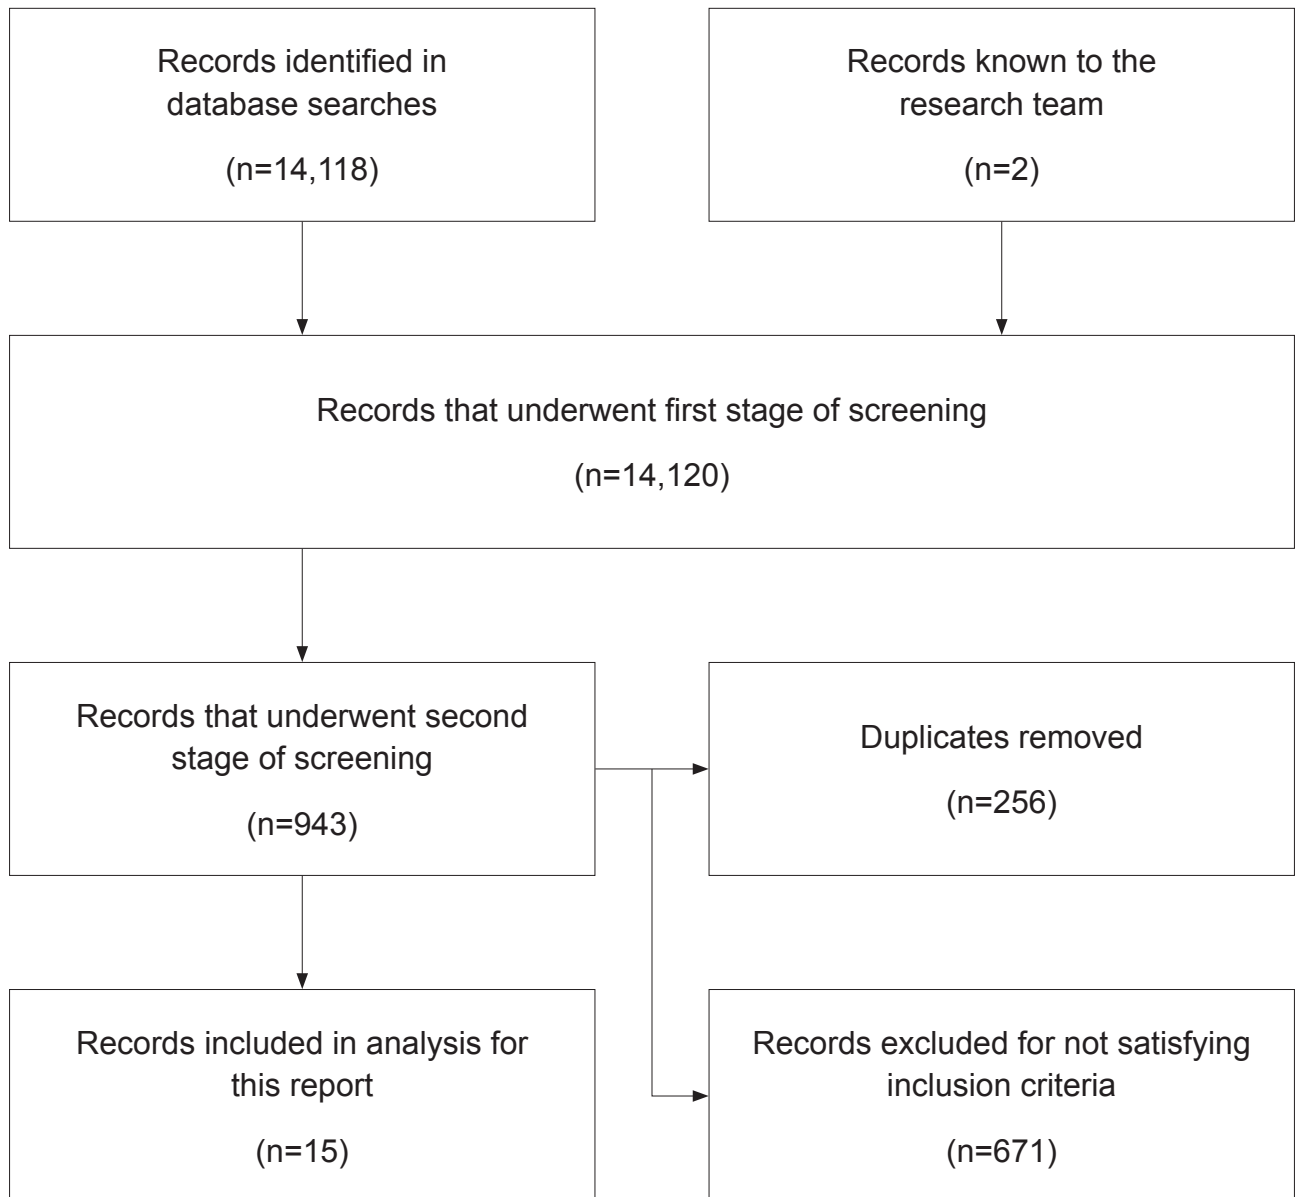 Records identified in
database searches
(n=14,118)
Records known to the
research team
(n=2)
Records that underwent first stage of screening
(n=14,120)
Records that underwent second
stage of screening
(n=943)
Duplicates removed
(n=256)
Records included in analysis for
this report
(n=15)
Records excluded for not satisfying
inclusion criteria
(n=671)